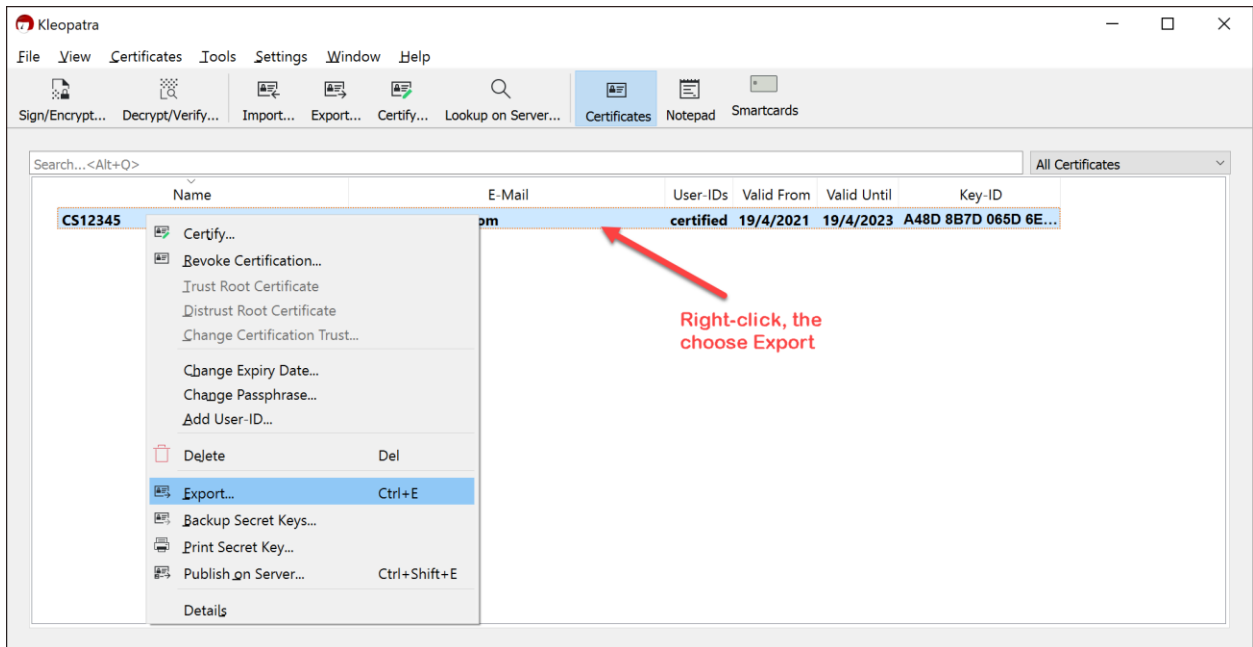 Kleopatra
File View Certificates Tools Settings Window Help
Sign/Encrypt... Decrypt/Verify... Import... Export... Certify... Lookup on Server... Certificates Notepad Smartcards
Search...<Alt+Q> All Certificates
Name E-Mail User-IDs Valid From Valid Until Key-ID
CS12345 om certified 19/4/2021 19/4/2023 A48D 8B7D 065D 6E...
Certify...
Revoke Certification...
Trust Root Certificate
Distrust Root Certificate
Change Certification Trust...
Right-click, the
choose Export
Change Expiry Date...
Change Passphrase...
Add User-ID...
Delete Del
Export... Ctrl+E
Backup Secret Keys...
Print Secret Key...
Publish on Server... Ctrl+Shift+E
Details